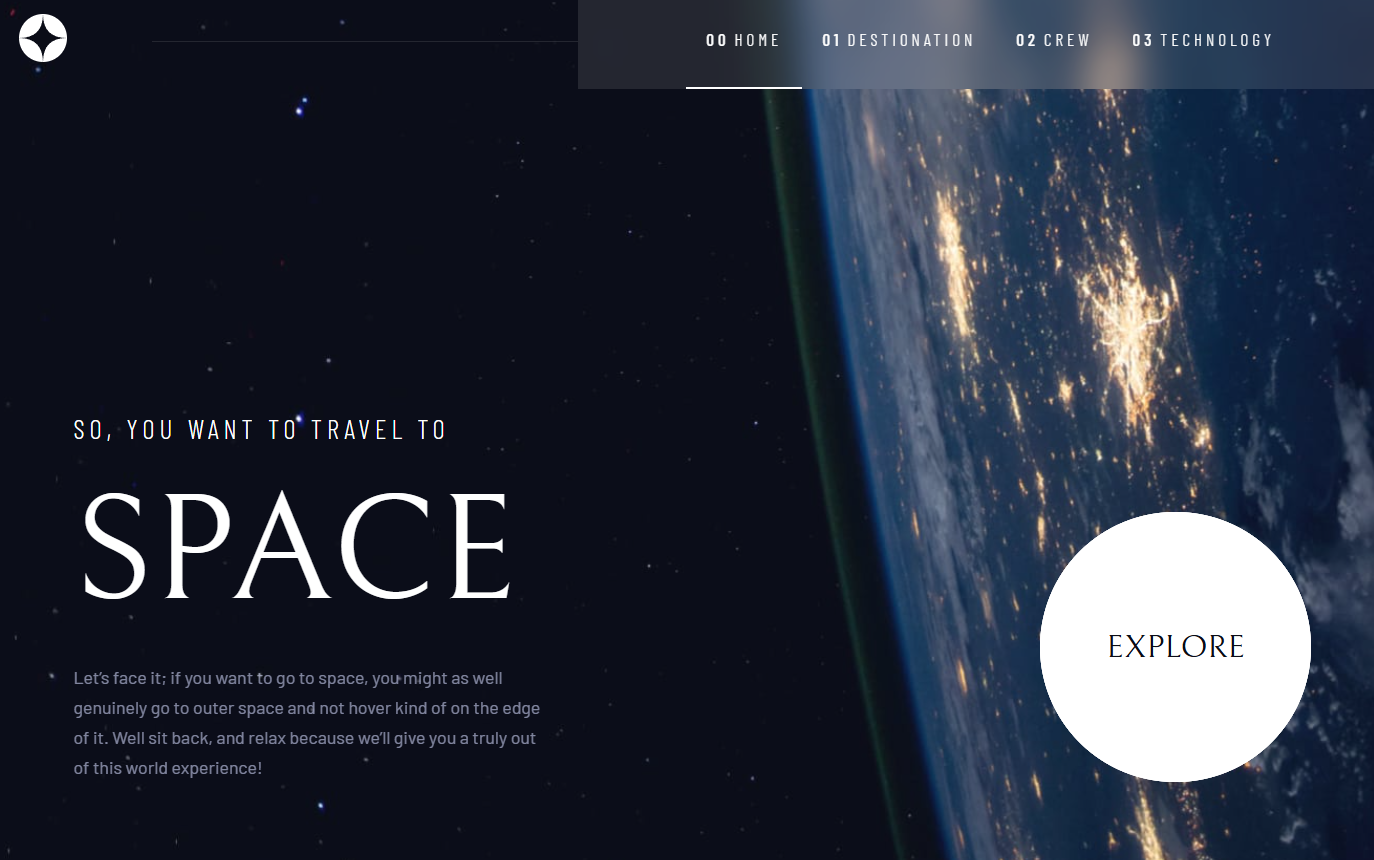 00 HOME 01 DESTIONATION 02 CREW 03 TECHNOLOGY
SO, YOU WANT TO TRAVEL TO
SPACE
Let’s face it; if you want to go to space, you might as well
genuinely go to outer space and not hover kind of on the edge
of it. Well sit back, and relax because we’ll give you a truly out
of this world experience!
EXPLORE